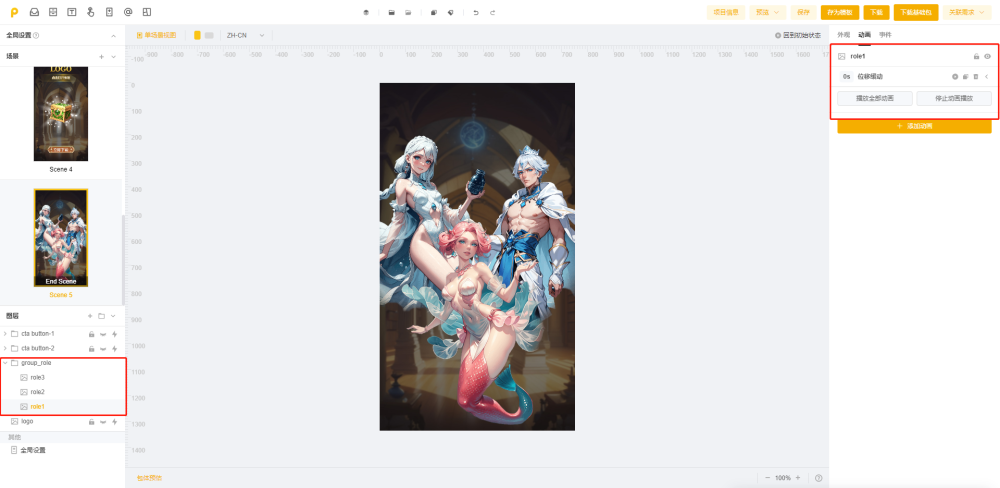 项目信息 预览 保存 存为模板 下载 下载基础包 关联需求
全局设置
单场景视图 ZH-CN 回到初始状态
外观 动画 事件
场景
-900 -800 -700 -600 -500 -400 -300 -200 -100 0 100 200 300 400 500 600 700 800 900 1000 1100 1200 1300 1400 1500 1600 1700
-100
0
100
200
300
400
500
600
700
800
900
1000
1100
1200
1300
1400
role1
0s 位移缓动
播放全部动画 停止动画播放
+ 添加动画
LOGO
Scene 4
End Scene
Scene 5
图层
cta button-1
cta button-2
group_role
role3
role2
role1
logo
其他
全局设置
包体预估
100%